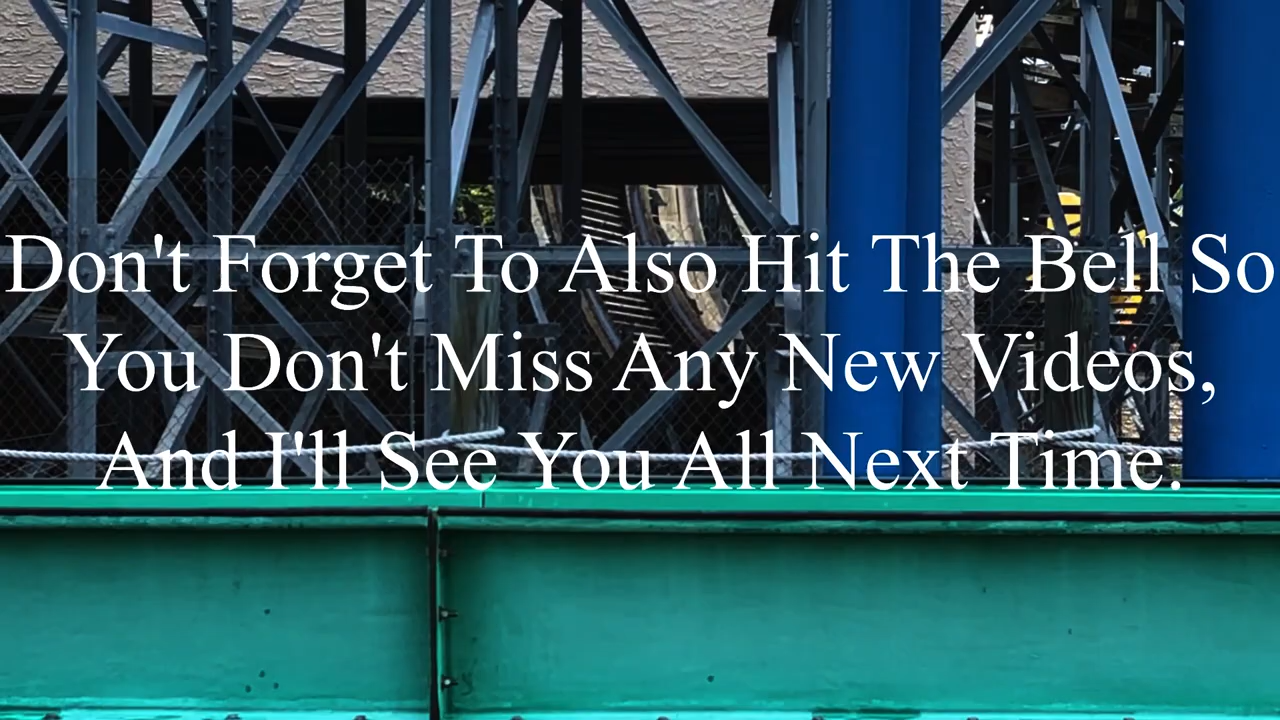 Don't Forget To Also Hit The Bell So
You Don't Miss Any New Videos,
And I'll See You All Next Time.